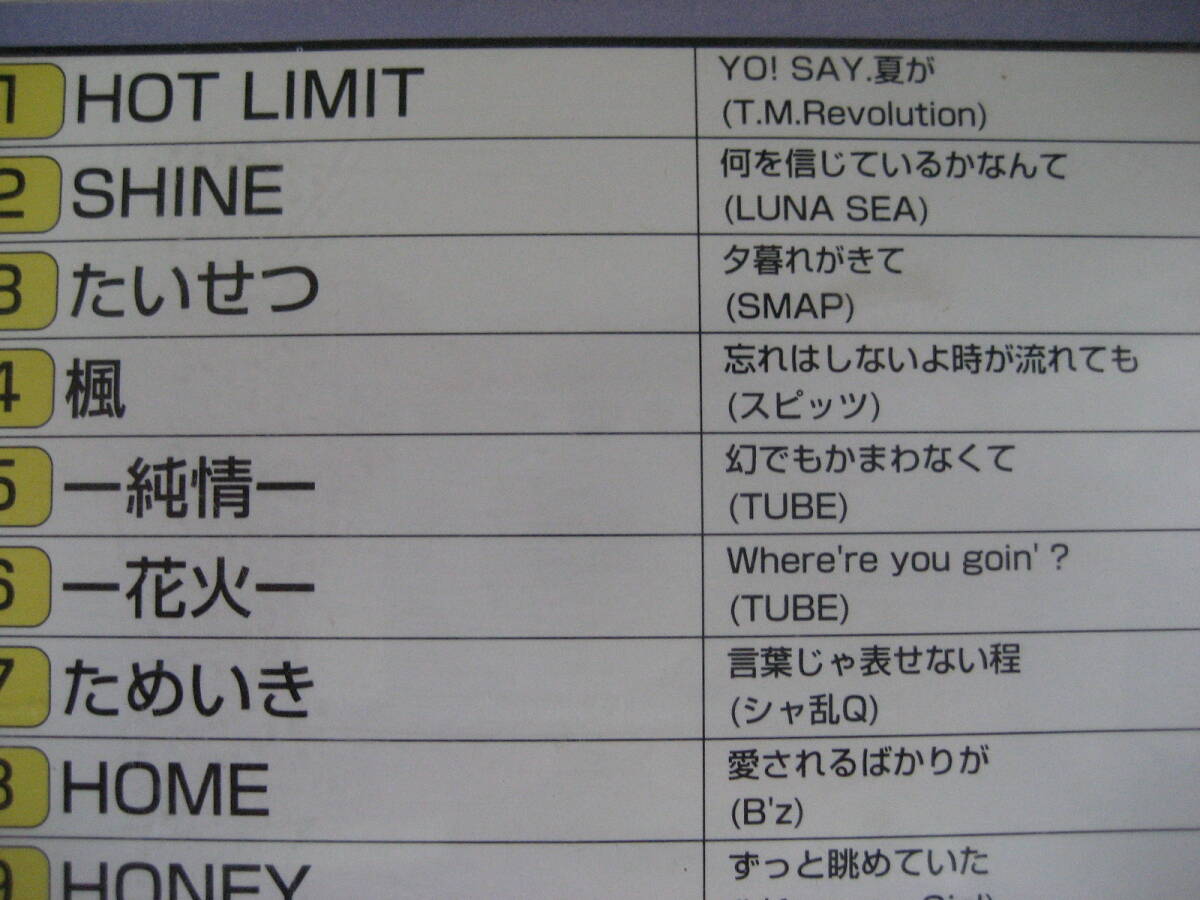 1 HOT LIMIT
YO! SAY.夏が
(T.M.Revolution)
2 SHINE
何を信じているかなんて
(LUNA SEA)
3 たいせつ
夕暮れがきて
(SMAP)
4 楓
忘れはしないよ時が流れても
(スピッツ)
5 ー純情ー
幻でもかまわなくて
(TUBE)
6 ー花火ー
Where're you goin'?
(TUBE)
7 ためいき
言葉じゃ表せない程
(シャ乱Q)
8 HOME
愛されるばかりが
(B'z)
9 HONEY
ずっと眺めていた